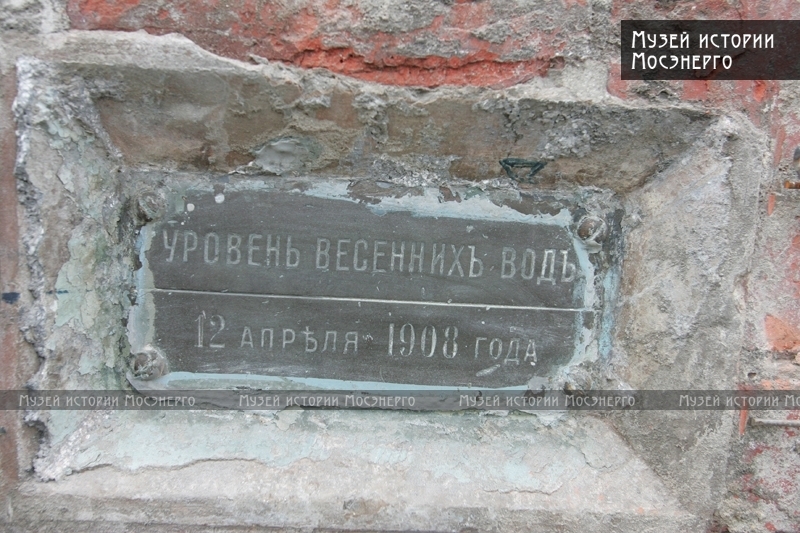 Музей истории
Мосэнерго
УРОВЕНЬ ВЕСЕННИХЪ ВОДЪ
12 АПРѢЛЯ 1908 ГОДА
Музей истории Мосэнерго Музей истории Мосэнерго Музей истории Мосэнерго Музей истории